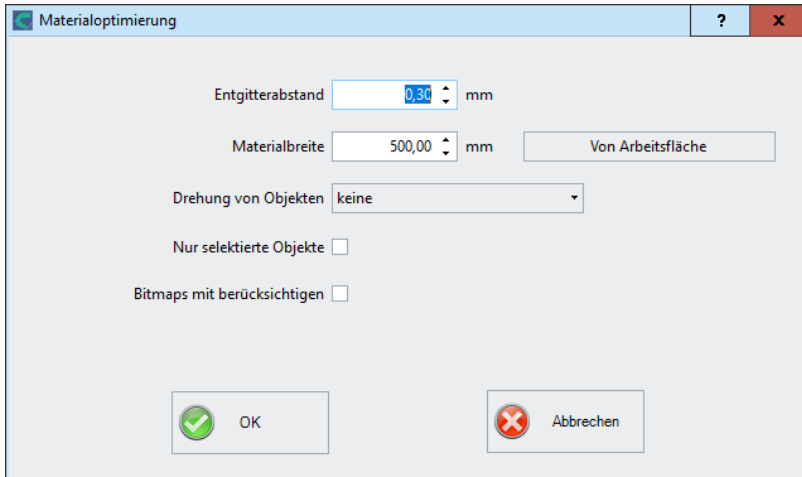 Materialoptimierung ? x
Entgitterabstand 0,30 mm
Materialbreite 500,00 mm Von Arbeitsfläche
Drehung von Objekten keine
Nur selektierte Objekte
Bitmaps mit berücksichtigen
OK Abbrechen